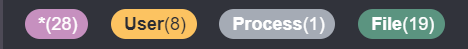 *(28) User(8) Process(1) File(19)